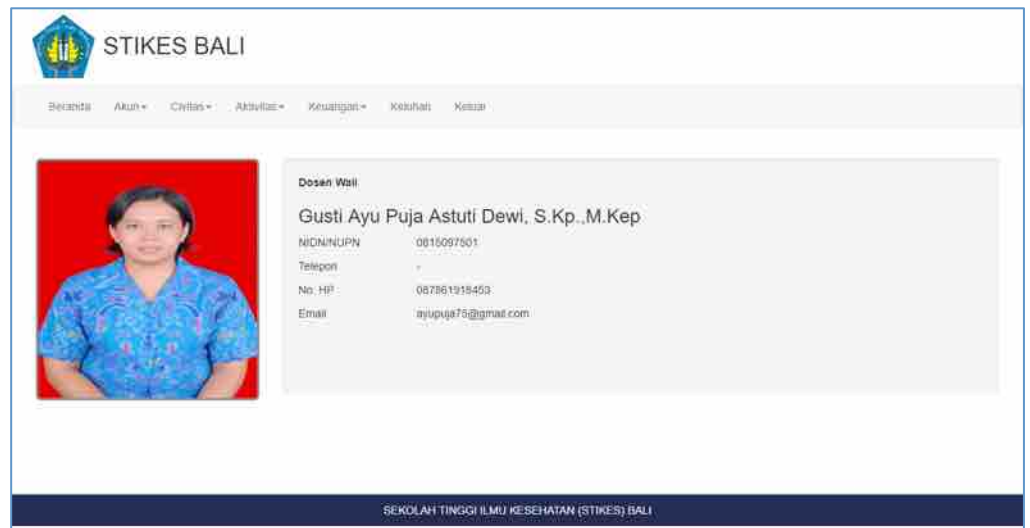 STIKES BALI
Beranda Akun Civitas Aktivitas Keuangan Keluhan Keluar
Dosen Wali
Gusti Ayu Puja Astuti Dewi, S.Kp.,M.Kep
NIDN/NUPN 0815097501
Telepon -
No. HP 087861918453
Email ayupuja75@gmail.com
SEKOLAH TINGGI ILMU KESEHATAN (STIKES) BALI